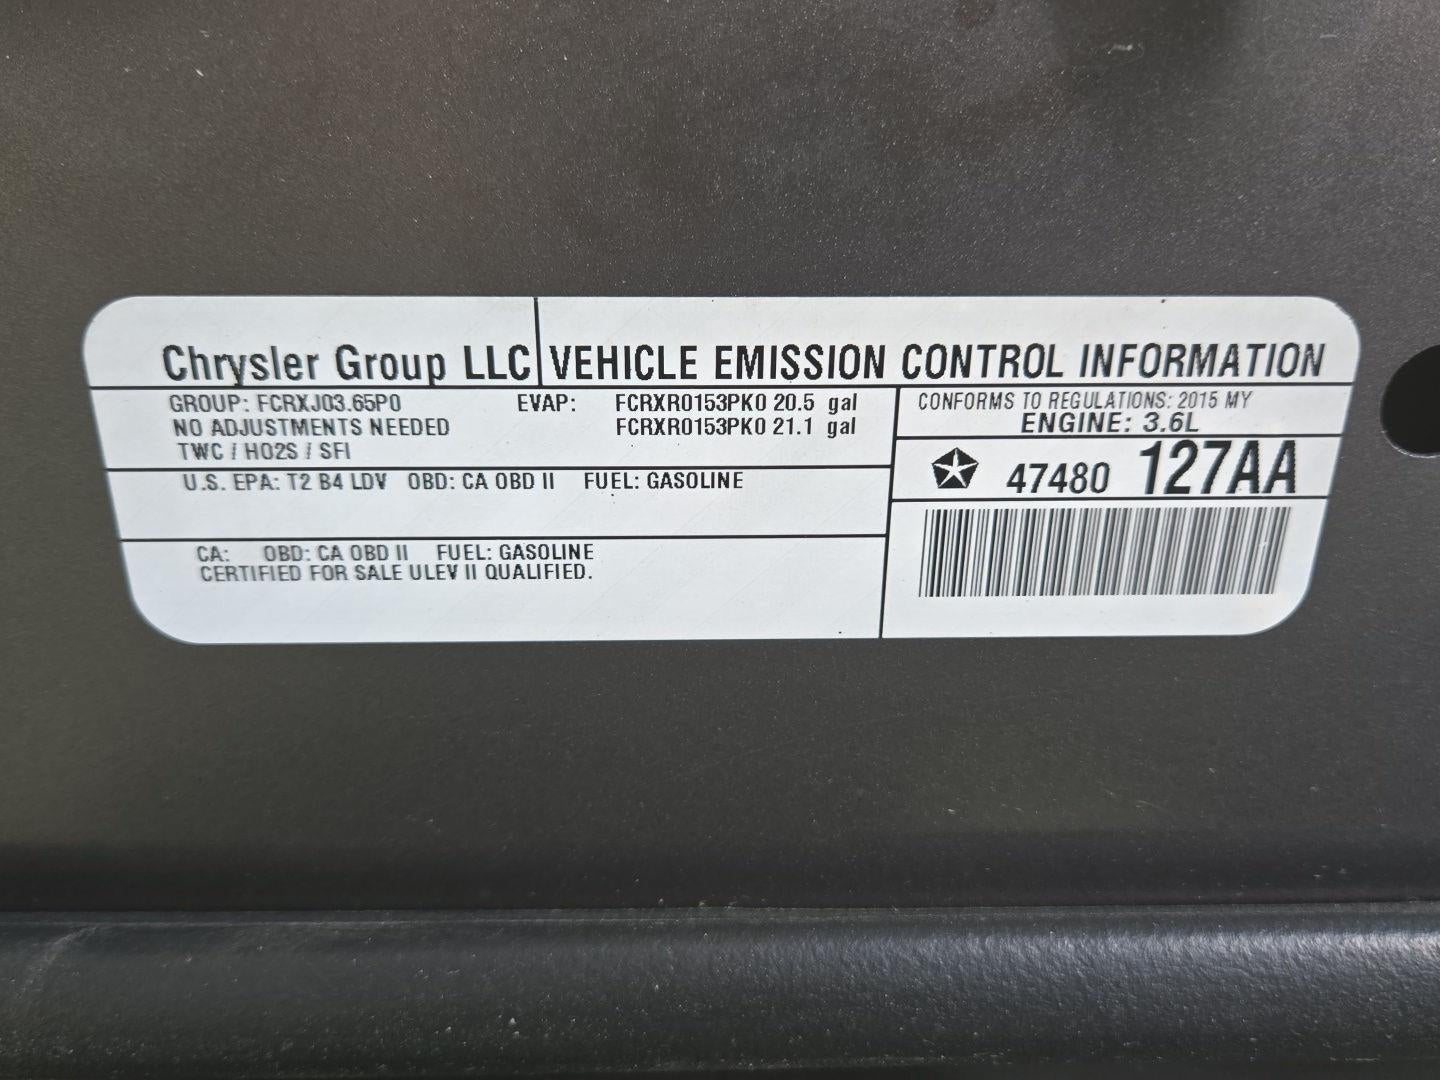 Chrysler Group LLC VEHICLE EMISSION CONTROL INFORMATION
GROUP: FCRXJ03.65P0 EVAP: FCRXR0153PK0 20.5 gal
NO ADJUSTMENTS NEEDED FCRXR0153PK0 21.1 gal
TWC / HO2S / SFI
CONFORMS TO REGULATIONS: 2015 MY
ENGINE: 3.6L
47480 127AA
U.S. EPA: T2 B4 LDV OBD: CA OBD II FUEL: GASOLINE
CA: OBD: CA OBD II FUEL: GASOLINE
CERTIFIED FOR SALE ULEV II QUALIFIED.